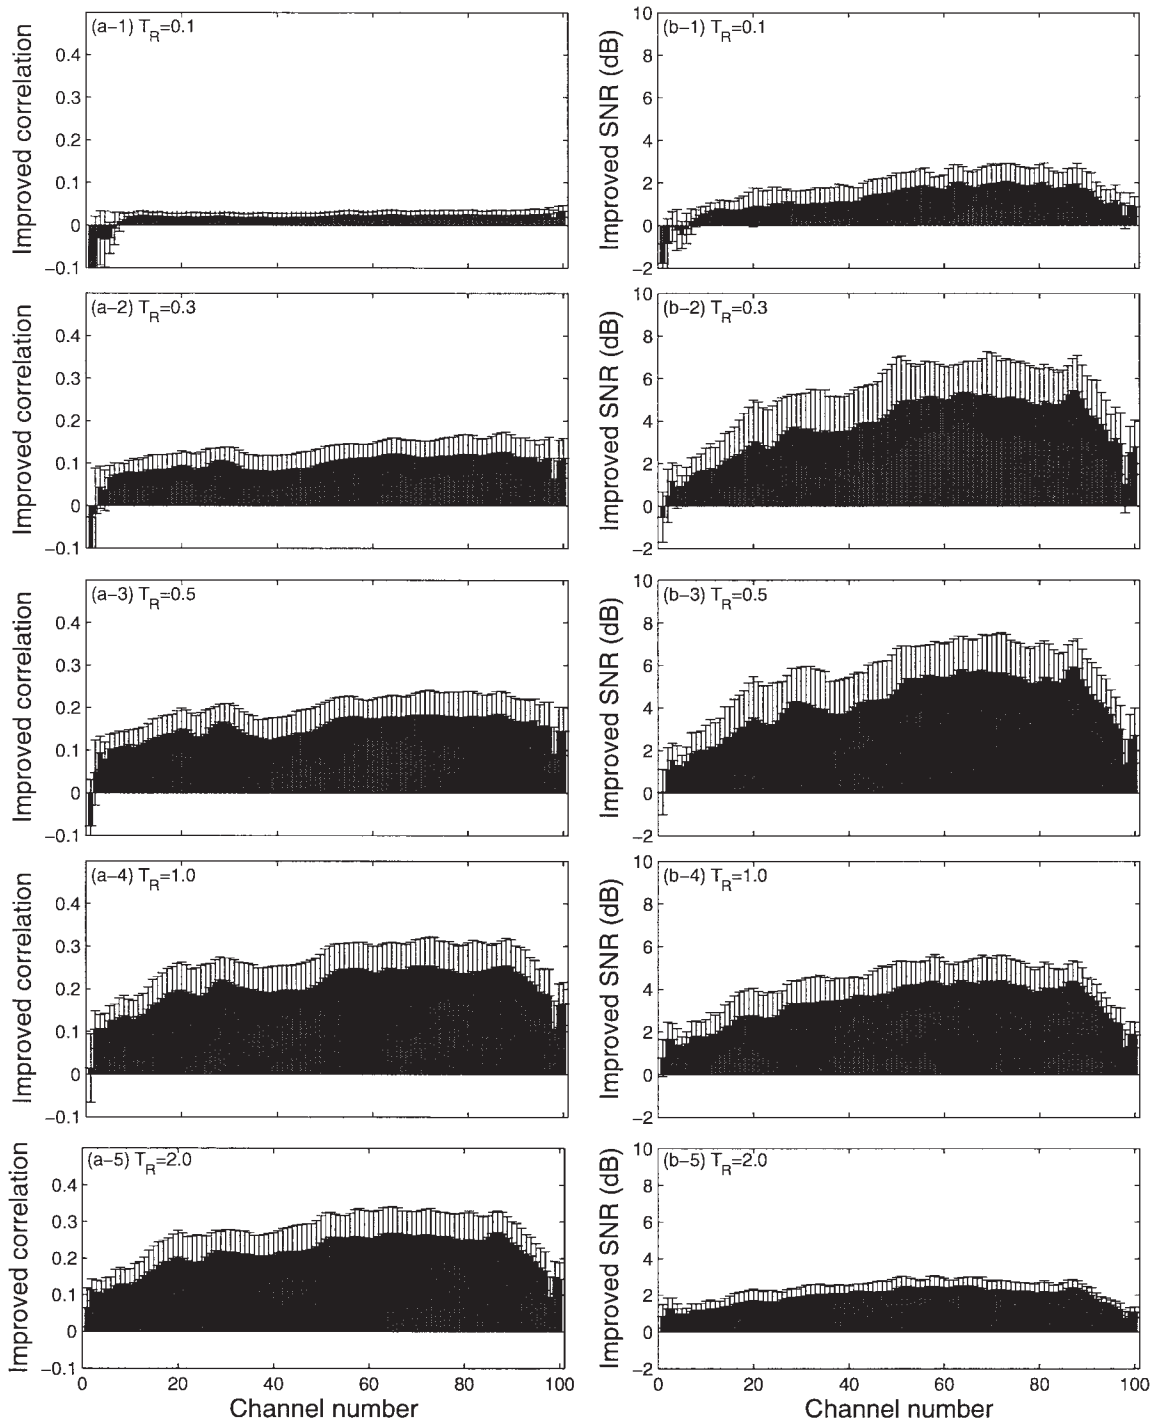 (a-1) T_R=0.1
Improved correlation
0.4
0.3
0.2
0.1
0
-0.1
(b-1) T_R=0.1
Improved SNR (dB)
10
8
6
4
2
0
-2
(a-2) T_R=0.3
Improved correlation
0.4
0.3
0.2
0.1
0
-0.1
(b-2) T_R=0.3
Improved SNR (dB)
10
8
6
4
2
0
-2
(a-3) T_R=0.5
Improved correlation
0.4
0.3
0.2
0.1
0
-0.1
(b-3) T_R=0.5
Improved SNR (dB)
10
8
6
4
2
0
-2
(a-4) T_R=1.0
Improved correlation
0.4
0.3
0.2
0.1
0
-0.1
(b-4) T_R=1.0
Improved SNR (dB)
10
8
6
4
2
0
-2
(a-5) T_R=2.0
Improved correlation
0.4
0.3
0.2
0.1
0
-0.1
0 20 40 60 80 100
Channel number
(b-5) T_R=2.0
Improved SNR (dB)
10
8
6
4
2
0
-2
0 20 40 60 80 100
Channel number